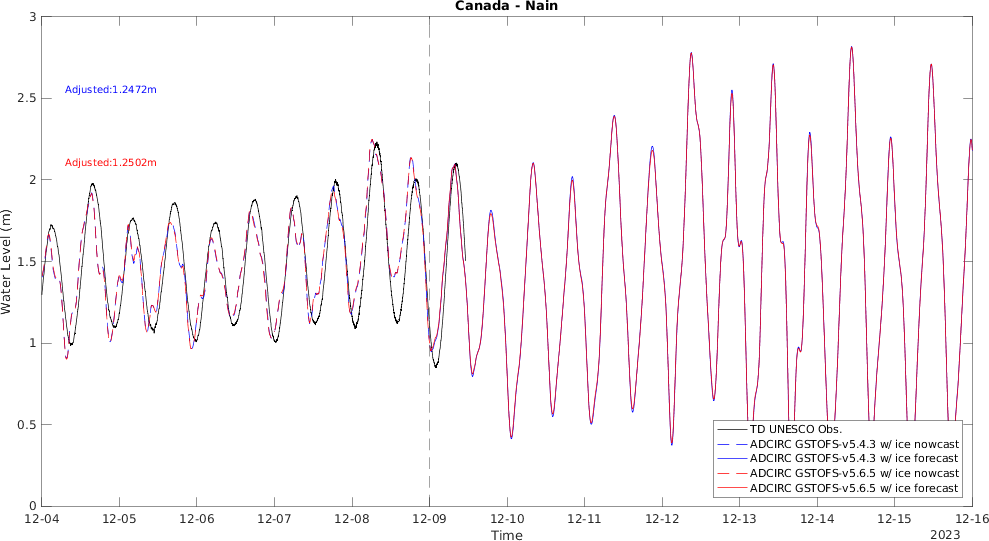 Canada - Nain
3
2.5
2
1.5
1
0.5
0
Water Level (m)
Adjusted:1.2472m
Adjusted:1.2502m
TD UNESCO Obs.
ADCIRC GSTOFS-v5.4.3 w/ ice nowcast
ADCIRC GSTOFS-v5.4.3 w/ ice forecast
ADCIRC GSTOFS-v5.6.5 w/ ice nowcast
ADCIRC GSTOFS-v5.6.5 w/ ice forecast
12-04 12-05 12-06 12-07 12-08 12-09 12-10 12-11 12-12 12-13 12-14 12-15 12-16
Time
2023